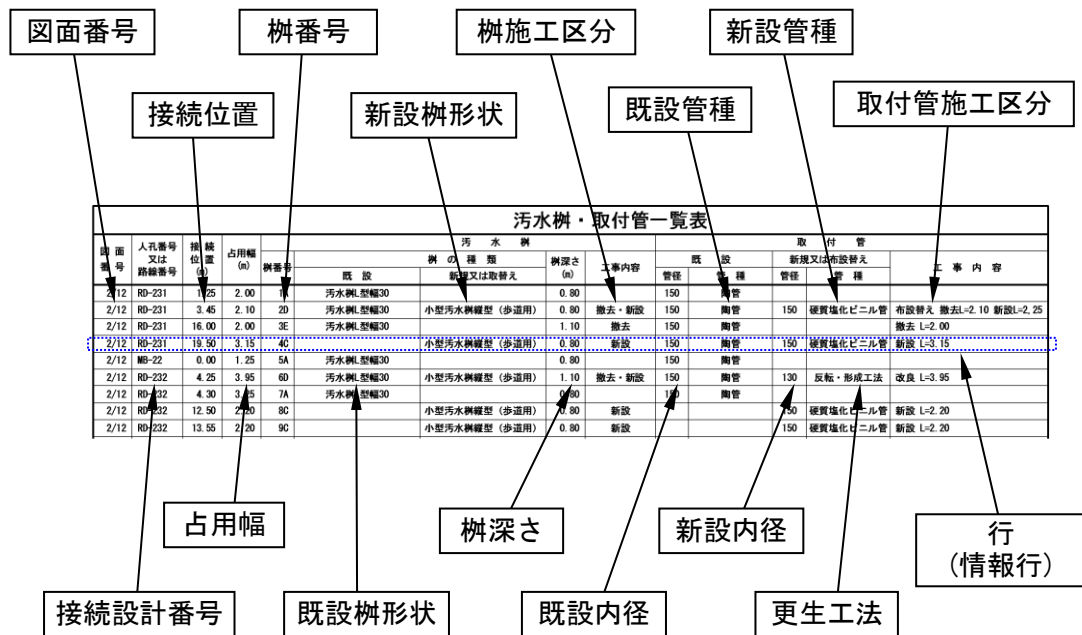 図面番号 桝番号 桝施工区分 新設管種
接続位置 新設桝形状 既設管種 取付管施工区分
汚水桝・取付管一覧表
図面番号 人孔番号又は路線番号 接続位置(m) 占用幅(m) 汚水桝 取付管
桝番号 桝の種類 桝深さ(m) 工事内容 既設 新規又は布設替え 工事内容
既設 新規又は取替え 管径 管種 管径 管種
2/12 RD-231 2.00 汚水桝L型幅30 0.80 150 陶管
2/12 RD-231 3.45 2.10 2D 汚水桝L型幅30 小型汚水桝縦型(歩道用) 0.80 撤去・新設 150 陶管 150 硬質塩化ビニル管 布設替え 撤去L=2.10 新設L=2.25
2/12 RD-231 16.00 2.00 3E 汚水桝L型幅30 1.10 撤去 150 陶管 撤去 L=2.00
2/12 RD-231 19.50 3.15 4C 小型汚水桝縦型(歩道用) 0.80 新設 150 陶管 150 硬質塩化ビニル管 新設 L=3.15
2/12 MB-22 0.00 1.25 5A 汚水桝L型幅30 0.80 150 陶管
2/12 RD-232 4.25 3.95 6D 汚水桝L型幅30 小型汚水桝縦型(歩道用) 1.10 撤去・新設 150 陶管 130 反転・形成工法 改良 L=3.95
2/12 RD-232 4.30 7A 汚水桝L型幅30 0.80 150 陶管
2/12 RD-232 12.50 2.20 8C 小型汚水桝縦型(歩道用) 0.80 新設 150 硬質塩化ビニル管 新設 L=2.20
2/12 RD-232 13.55 2.20 9C 小型汚水桝縦型(歩道用) 0.80 新設 150 硬質塩化ビニル管 新設 L=2.20
占用幅 桝深さ 新設内径 行
(情報行)
接続設計番号 既設桝形状 既設内径 更生工法